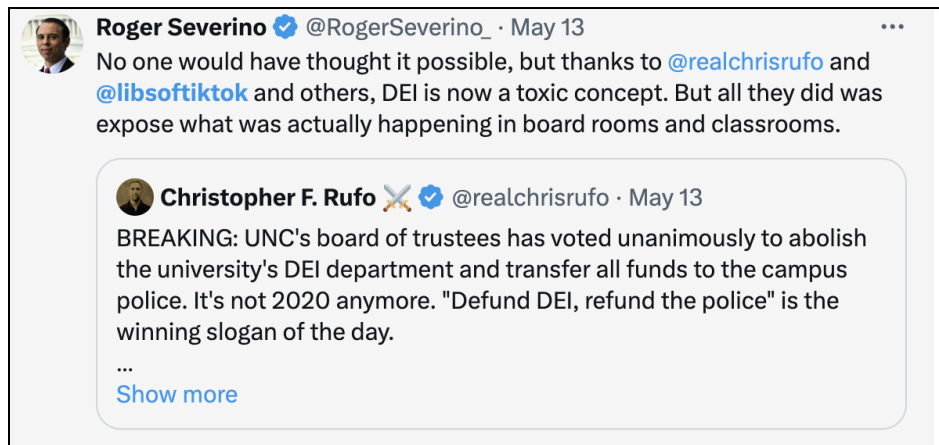 Roger Severino @RogerSeverino_ · May 13
No one would have thought it possible, but thanks to @realchrisrufo and
@libsoftiktok and others, DEI is now a toxic concept. But all they did was
expose what was actually happening in board rooms and classrooms.
Christopher F. Rufo ⚔️ @realchrisrufo · May 13
BREAKING: UNC's board of trustees has voted unanimously to abolish
the university's DEI department and transfer all funds to the campus
police. It's not 2020 anymore. "Defund DEI, refund the police" is the
winning slogan of the day.
...
Show more